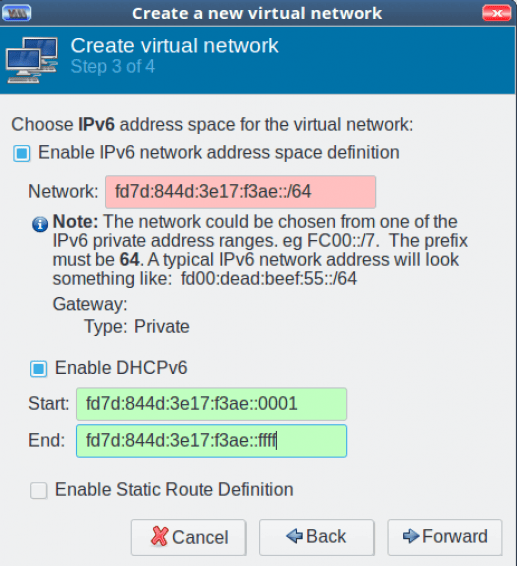 Create a new virtual network
Create virtual network
Step 3 of 4
Choose IPv6 address space for the virtual network:
Enable IPv6 network address space definition
Network: fd7d:844d:3e17:f3ae::/64
Note: The network could be chosen from one of the
IPv6 private address ranges. eg FC00::/7. The prefix
must be 64. A typical IPv6 network address will look
something like: fd00:dead:beef:55::/64
Gateway:
Type: Private
Enable DHCPv6
Start: fd7d:844d:3e17:f3ae::0001
End: fd7d:844d:3e17:f3ae::ffff
Enable Static Route Definition
Cancel Back Forward